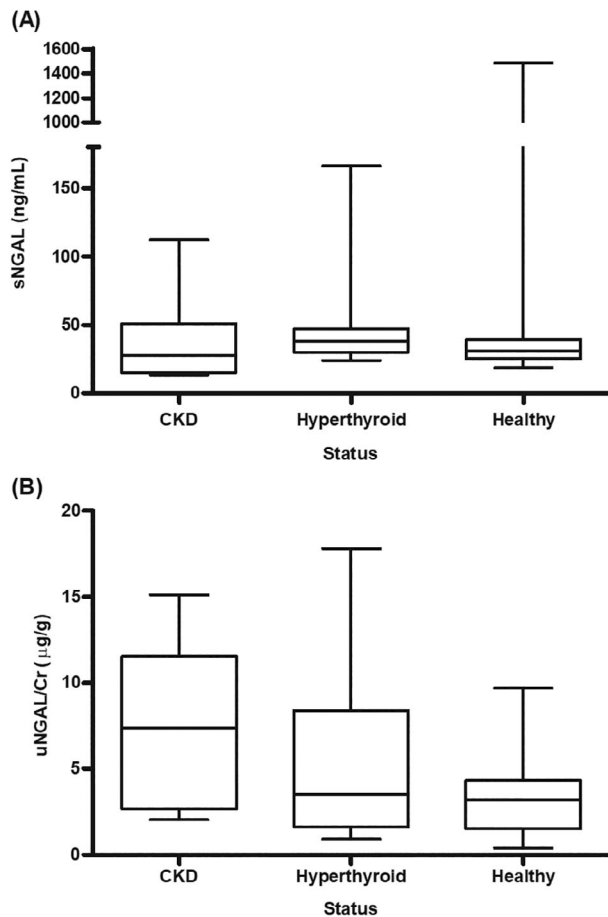 (A)
1600
1400
1200
1000
150
100
50
0
sNGAL (ng/mL)
CKD Hyperthyroid Healthy
Status
(B)
20
15
10
5
0
uNGAL/Cr (μg/g)
CKD Hyperthyroid Healthy
Status